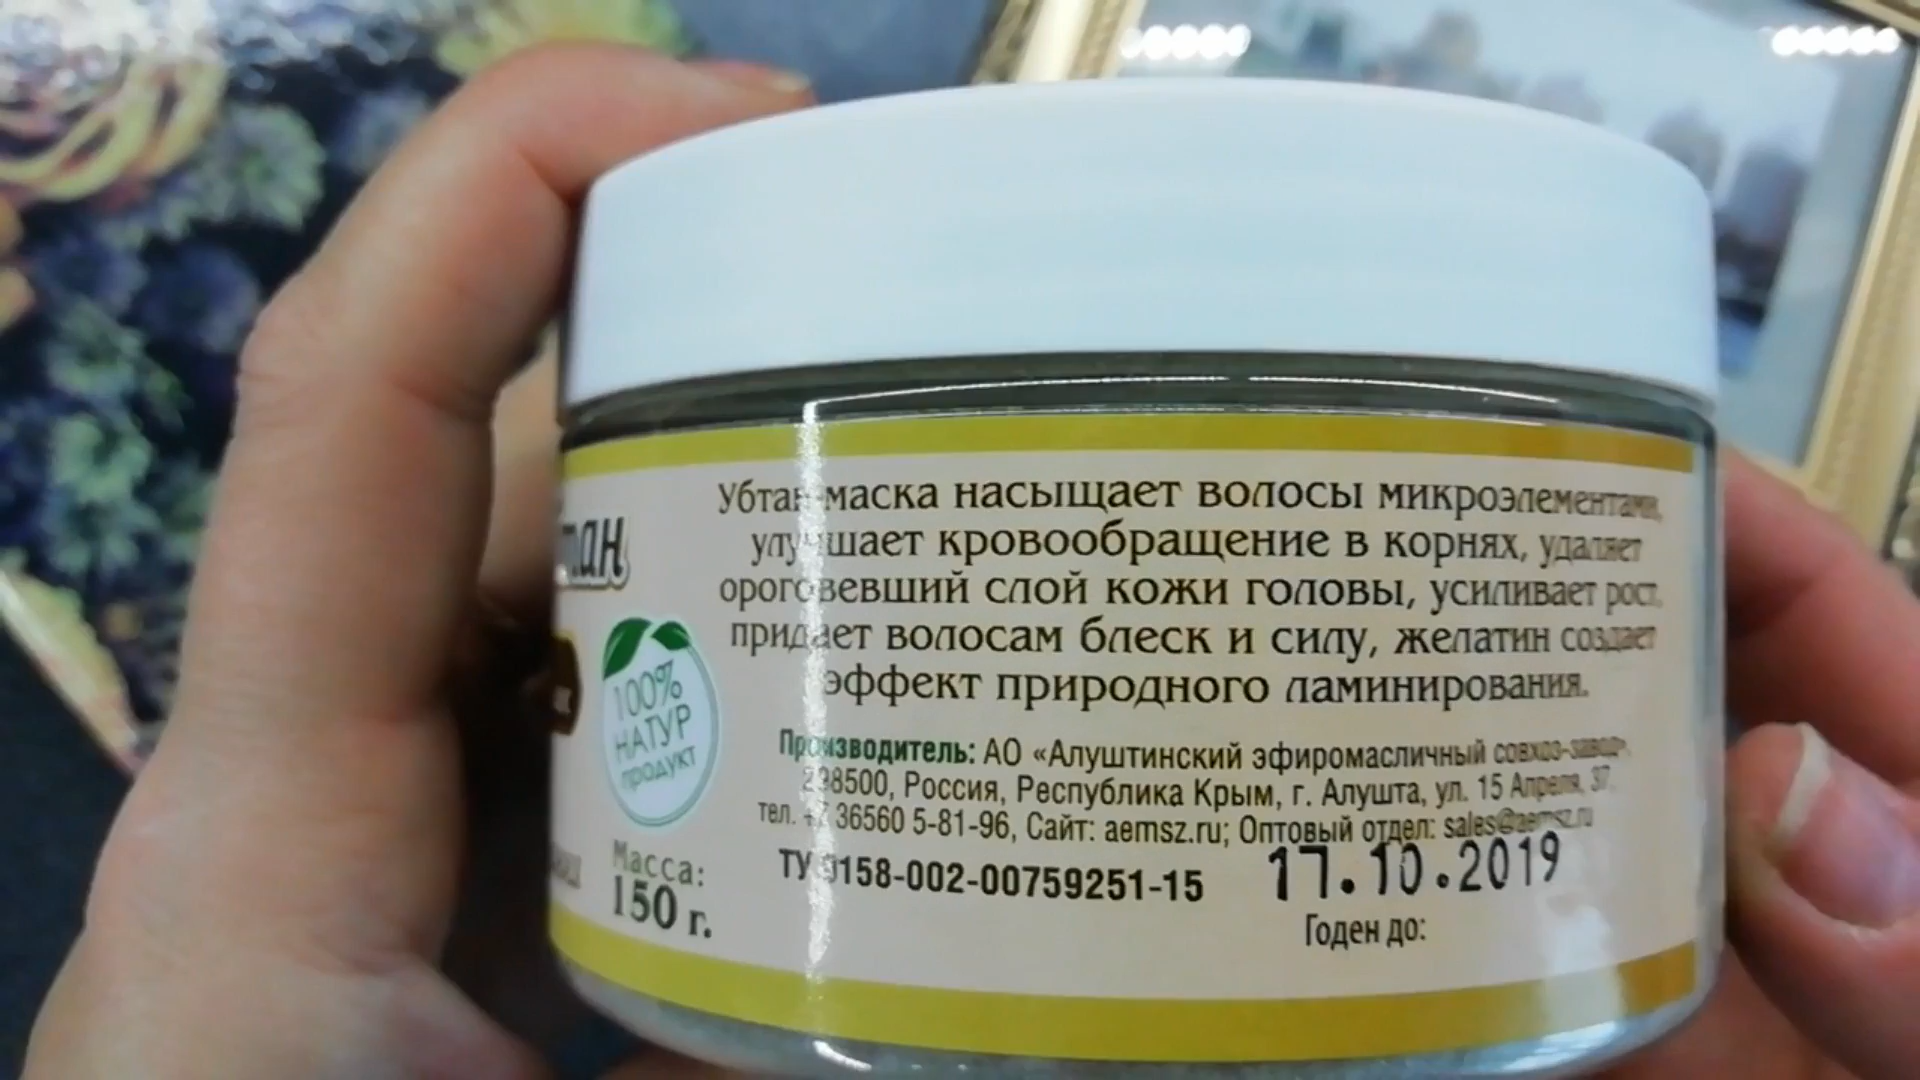 Убтан-маска насыщает волосы микроэлементами,
улучшает кровообращение в корнях, удаляет
ороговевший слой кожи головы, усиливает рост,
придает волосам блеск и силу, желатин создает
эффект природного ламинирования.
100%
НАТУР
продукт
Масса:
150 г.
Производитель: АО «Алуштинский эфиромасличный совхоз-завод»,
298500, Россия, Республика Крым, г. Алушта, ул. 15 Апреля, 37,
тел. +7 36560 5-81-96, Сайт: aemsz.ru; Оптовый отдел: sales@aemsz.ru
ТУ 9158-002-00759251-15
17.10.2019
Годен до: